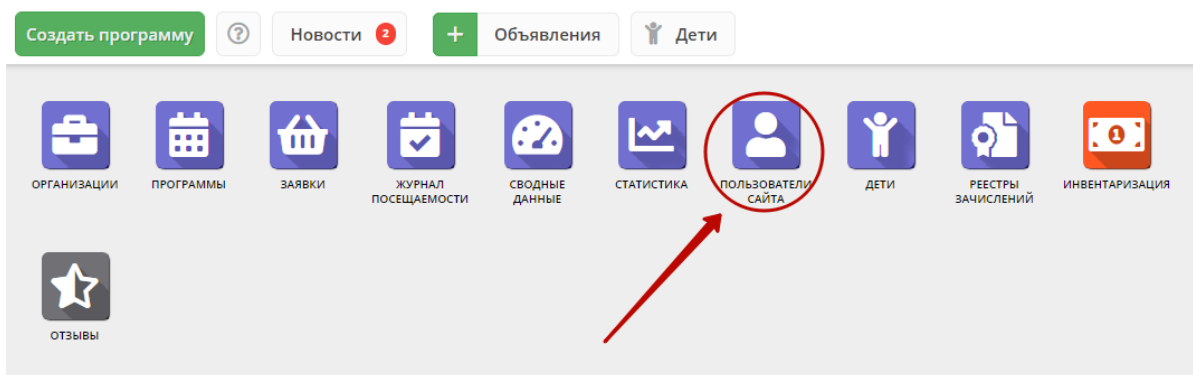 Создать программу
?
Новости 2
+ Объявления
Дети
ОРГАНИЗАЦИИ
ПРОГРАММЫ
ЗАЯВКИ
ЖУРНАЛ
ПОСЕЩАЕМОСТИ
СВОДНЫЕ
ДАННЫЕ
СТАТИСТИКА
ПОЛЬЗОВАТЕЛИ
САЙТА
ДЕТИ
РЕЕСТРЫ
ЗАЧИСЛЕНИЙ
1
ИНВЕНТАРИЗАЦИЯ
ОТЗЫВЫ